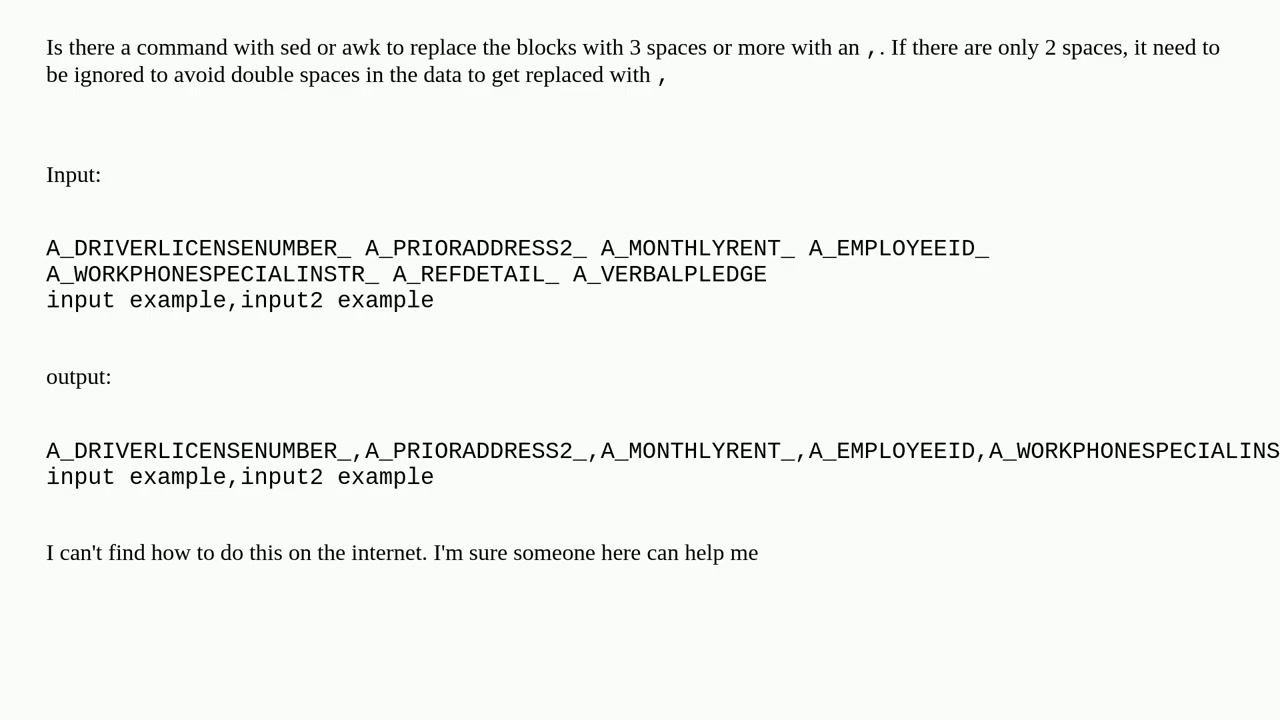 Is there a command with sed or awk to replace the blocks with 3 spaces or more with an ,. If there are only 2 spaces, it need to
be ignored to avoid double spaces in the data to get replaced with ,
Input:
A_DRIVERLICENSENUMBER_ A_PRIORADDRESS2_ A_MONTHLYRENT_ A_EMPLOYEEID_
A_WORKPHONESPECIALINSTR_ A_REFDETAIL_ A_VERBALPLEDGE
input example,input2 example
output:
A_DRIVERLICENSENUMBER_,A_PRIORADDRESS2_,A_MONTHLYRENT_,A_EMPLOYEEID,A_WORKPHONESPECIALINS
input example,input2 example
I can't find how to do this on the internet. I'm sure someone here can help me